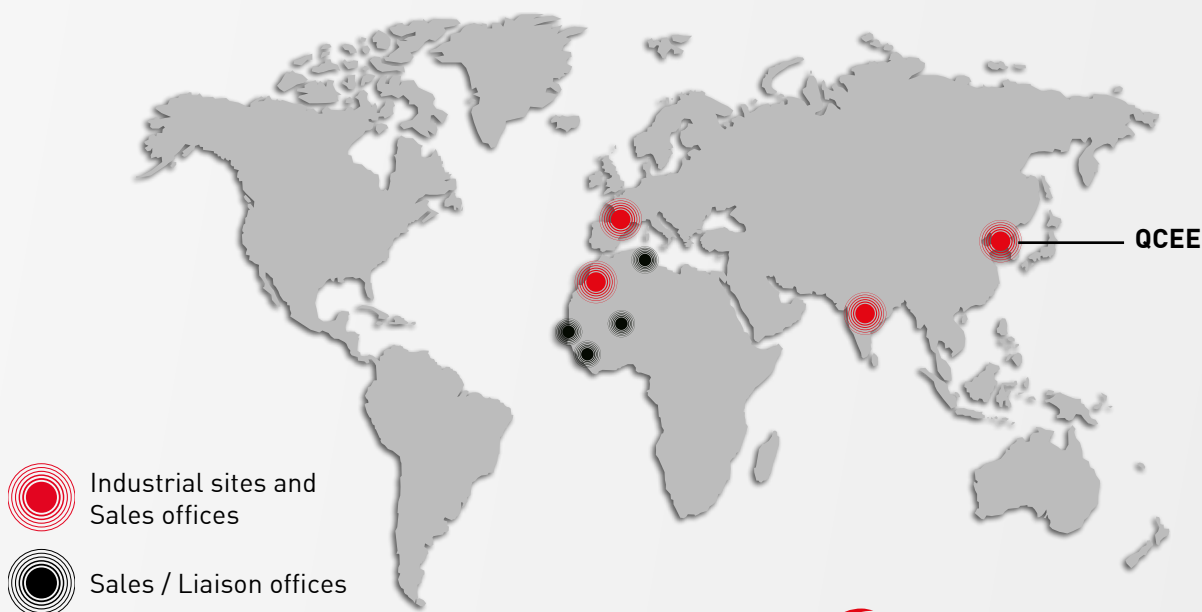 QCEE
Industrial sites and
Sales offices
Sales / Liaison offices